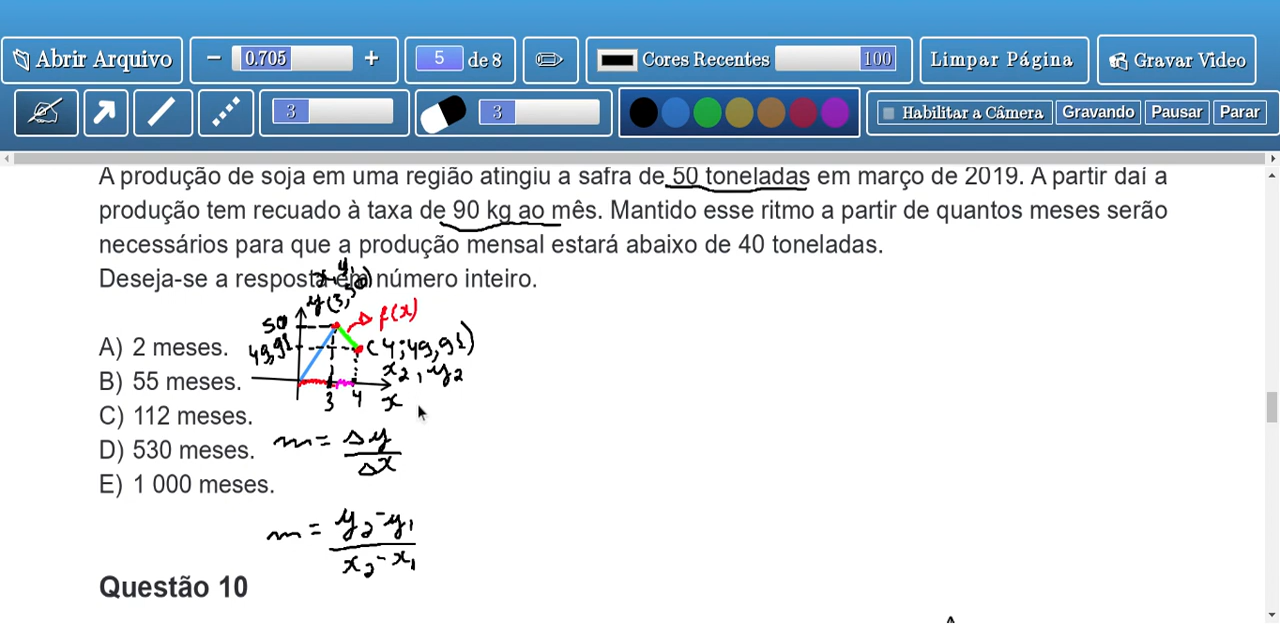 Abrir Arquivo − 0.705 + 5 de 8 Cores Recentes 100 Limpar Página Gravar Video
3 3 Habilitar a Câmera Gravando Pausar Parar
A produção de soja em uma região atingiu a safra de 50 toneladas em março de 2019. A partir daí a
produção tem recuado à taxa de 90 kg ao mês. Mantido esse ritmo a partir de quantos meses serão
necessários para que a produção mensal estará abaixo de 40 toneladas.
Deseja-se a resposta em número inteiro.
x y₁
y (3, 50)
50 f(x)
A) 2 meses.
49,91 (4; 49,91)
x₂, y₂
B) 55 meses.
3 4 x
C) 112 meses.
m = Δy
Δx
D) 530 meses.
E) 1 000 meses.
m = y₂ - y₁
x₂ - x₁
Questão 10